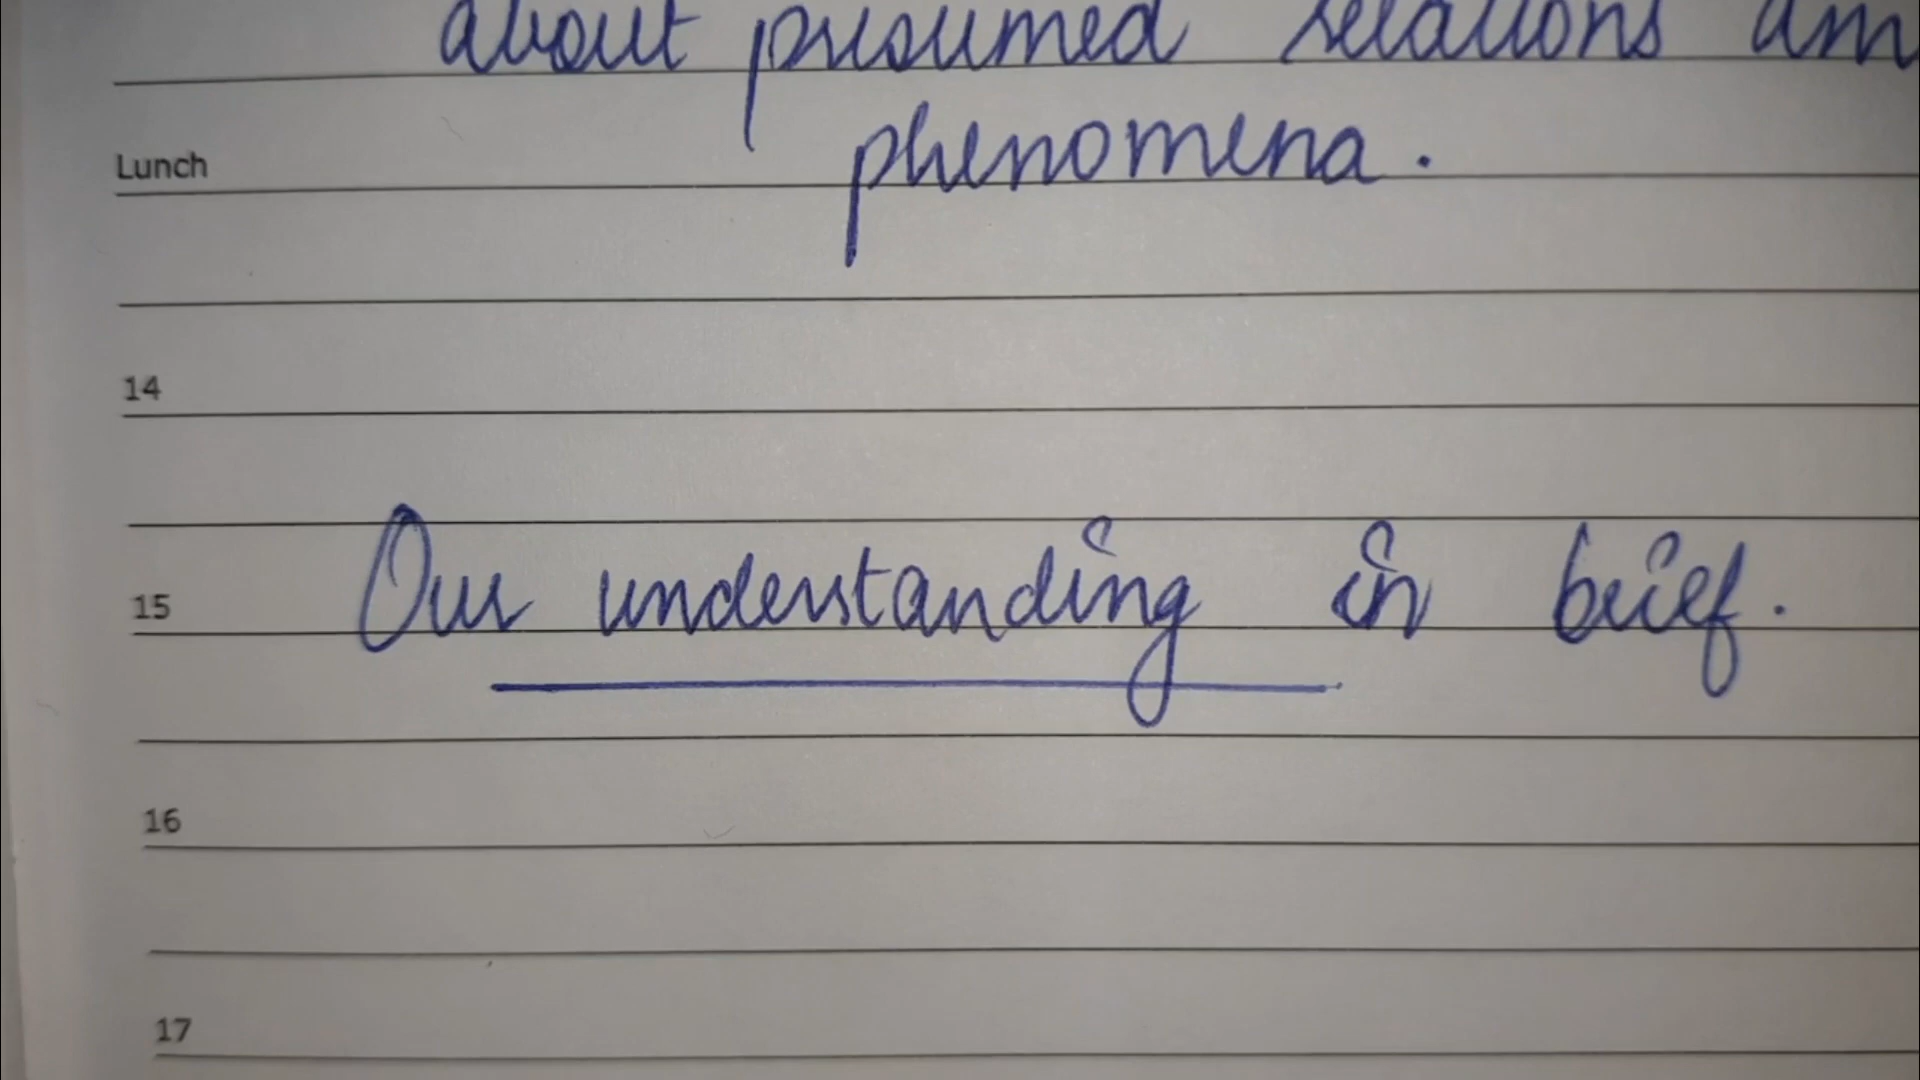 about presumed relations am
Lunch
phenomena.
14
15 Our understanding in brief.
16
17